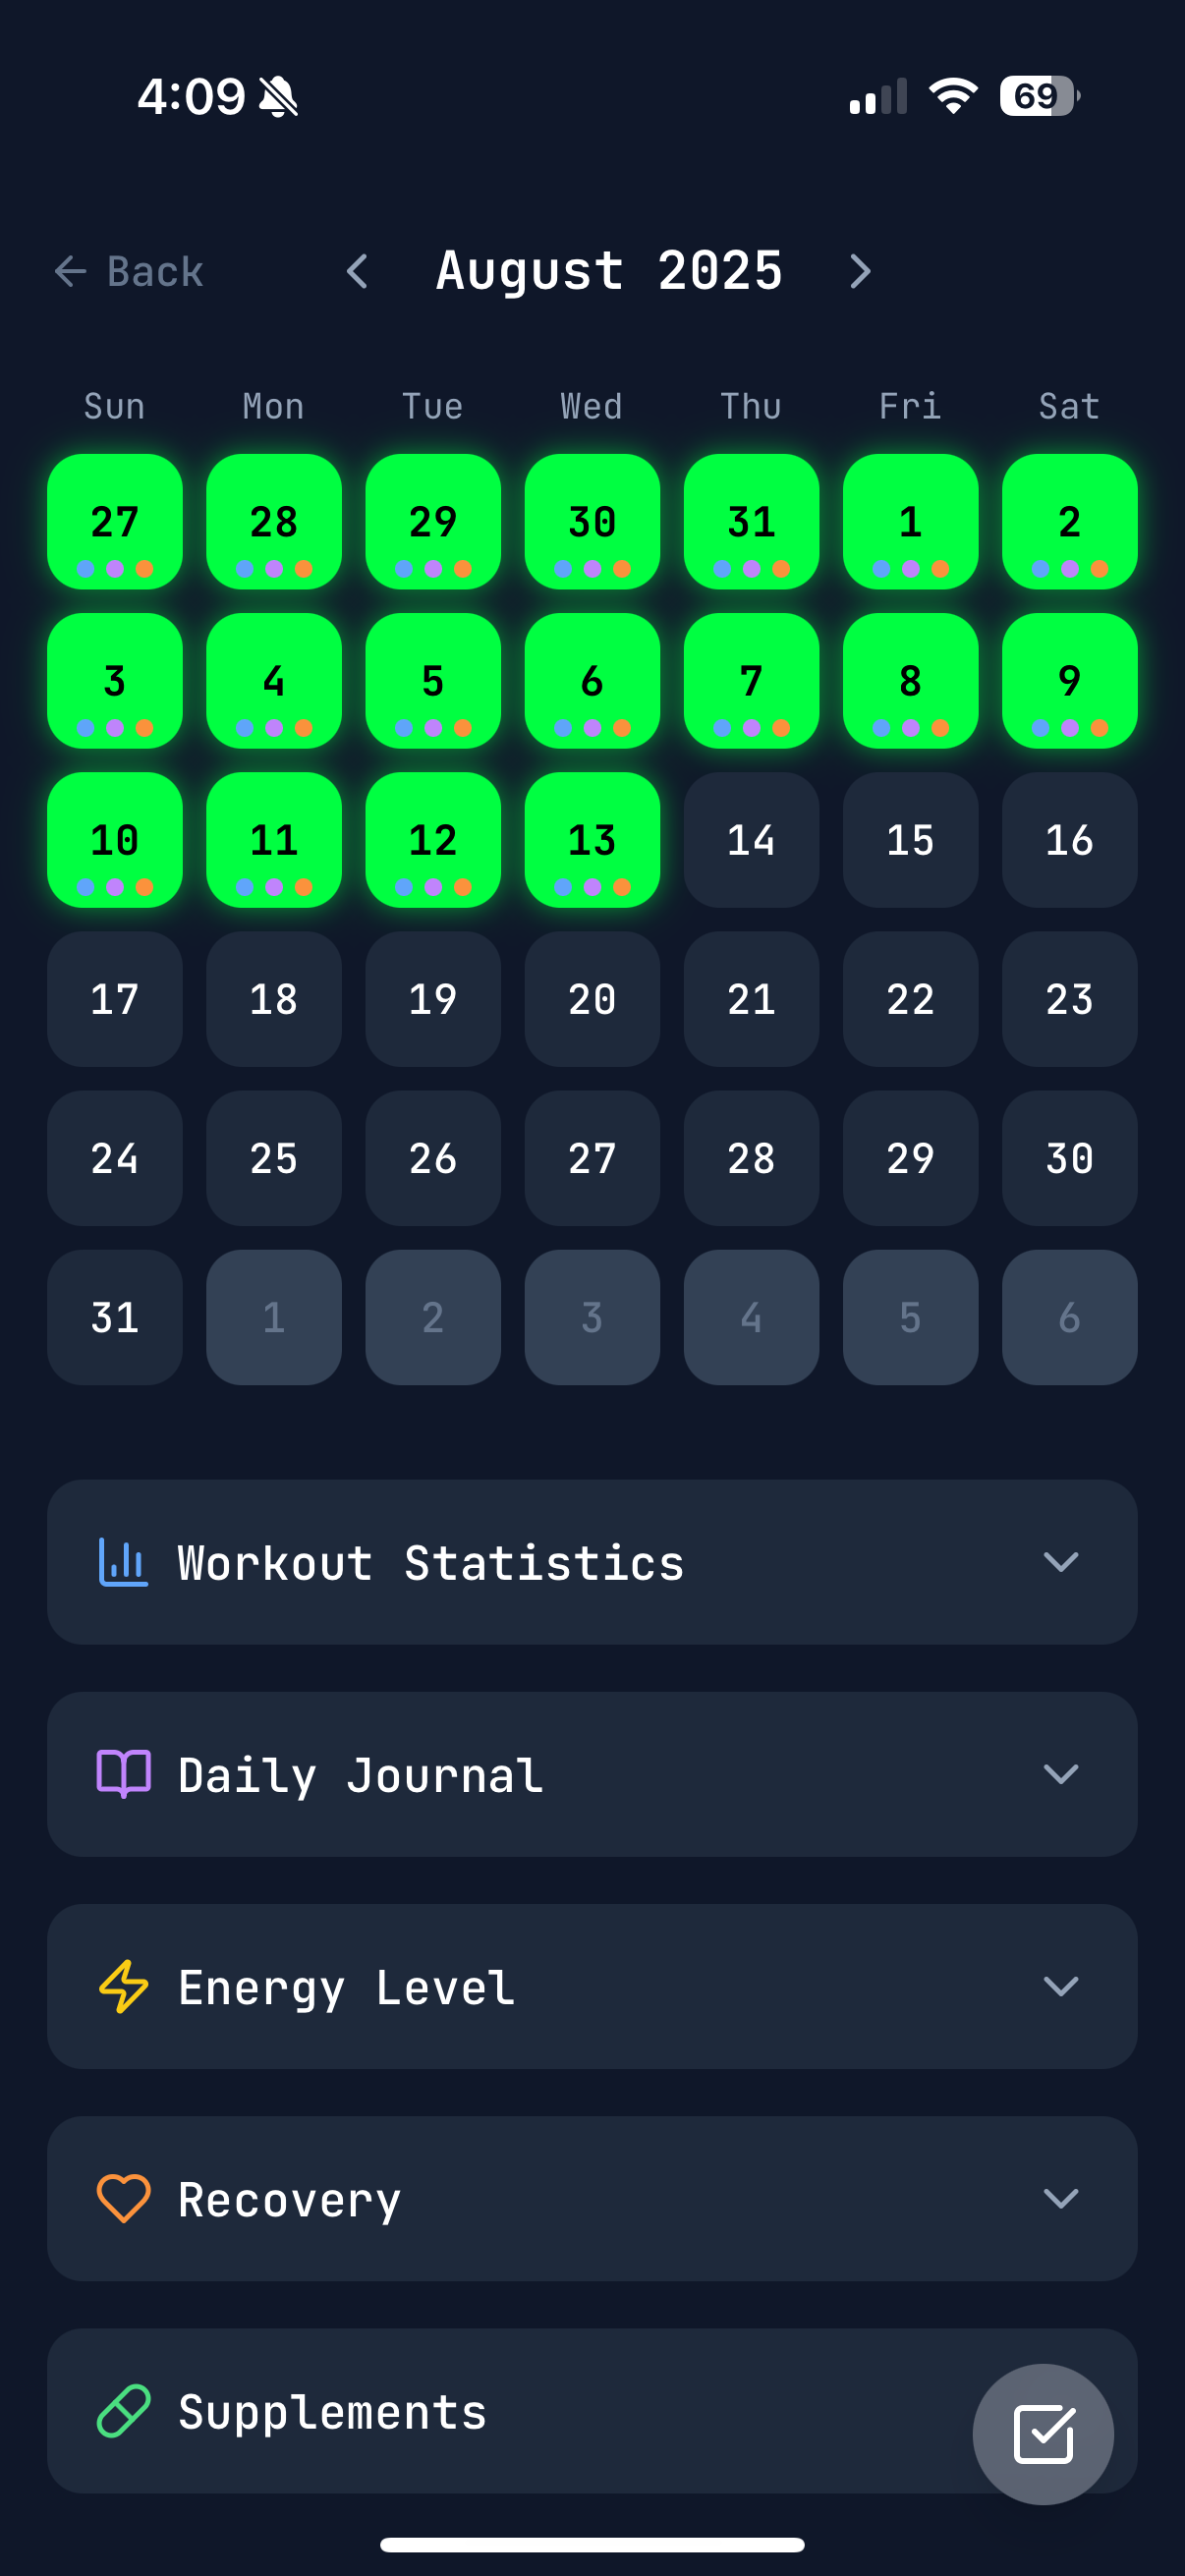 4:09 69
Back August 2025
Sun Mon Tue Wed Thu Fri Sat
27 28 29 30 31 1 2
3 4 5 6 7 8 9
10 11 12 13 14 15 16
17 18 19 20 21 22 23
24 25 26 27 28 29 30
31 1 2 3 4 5 6
Workout Statistics
Daily Journal
Energy Level
Recovery
Supplements